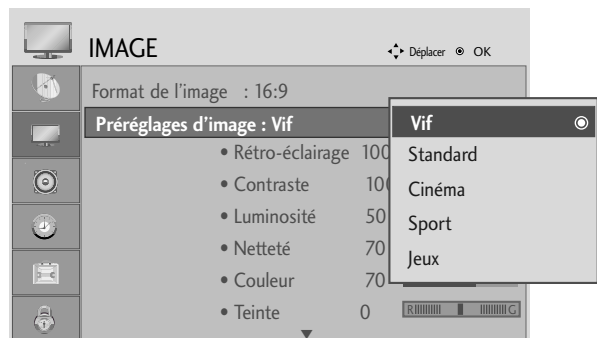 IMAGE
Déplacer OK
Format de l'image : 16:9
Préréglages d'image : Vif
• Rétro-éclairage 100
• Contraste 100
• Luminosité 50
• Netteté 70
• Couleur 70
• Teinte 0
R G
Vif
Standard
Cinéma
Sport
Jeux